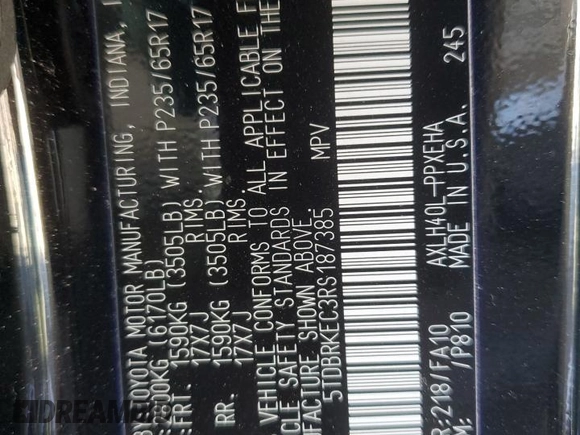 TOYOTA MOTOR MANUFACTURING, INDIANA,
(6170LB)
FRT. 1590KG (3505LB) WITH P235/65R17
17X7J RIMS,
RR. 1590KG (3505LB) WITH P235/65R17
17X7J RIMS
VEHICLE CONFORMS TO ALL APPLICABLE
VEHICLE SAFETY STANDARDS IN EFFECT ON THE
SHOWN ABOVE.
5TDBRKEC3RS187385 MPV
R:218/FA10 AXLH40L-PPXEHA
/P810 MADE IN U.S.A. 245